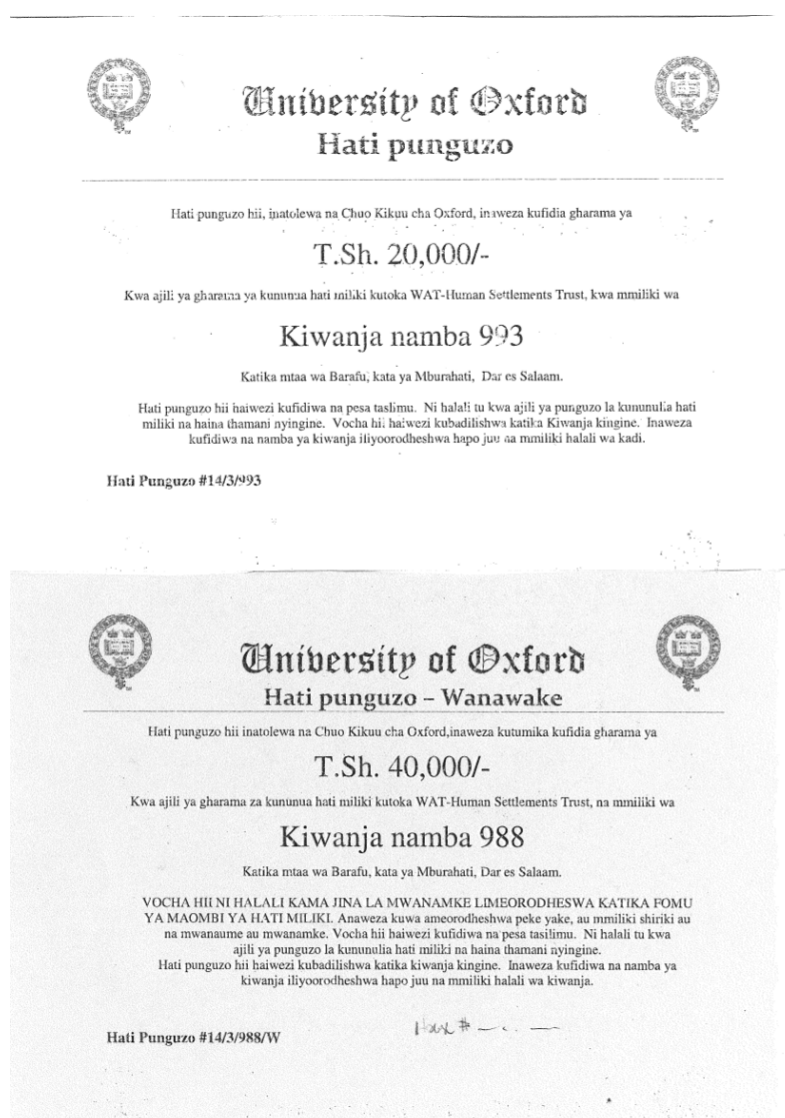 University of Oxford
Hati punguzo
Hati punguzo hii, inatolewa na Chuo Kikuu cha Oxford, inaweza kufidia gharama ya
T.Sh. 20,000/-
Kwa ajili ya gharama ya kununua hati miliki kutoka WAT-Human Settlements Trust, kwa mmiliki wa
Kiwanja namba 993
Katika mtaa wa Barafu, kata ya Mburahati, Dar es Salaam.
Hati punguzo hii haiwezi kufidiwa na pesa taslimu. Ni halali tu kwa ajili ya punguzo la kununulia hati
miliki na haina thamani nyingine. Vocha hii haiwezi kubadilishwa katika Kiwanja kingine. Inaweza
kufidiwa na namba ya kiwanja iliyoorodheshwa hapo juu na mmiliki halali wa kadi.
Hati Punguzo #14/3/993
University of Oxford
Hati punguzo – Wanawake
Hati punguzo hii inatolewa na Chuo Kikuu cha Oxford,inaweza kutumika kufidia gharama ya
T.Sh. 40,000/-
Kwa ajili ya gharama za kununua hati miliki kutoka WAT-Human Settlements Trust, na mmiliki wa
Kiwanja namba 988
Katika mtaa wa Barafu, kata ya Mburahati, Dar es Salaam.
VOCHA HII NI HALALI KAMA JINA LA MWANAMKE LIMEORODHESWA KATIKA FOMU
YA MAOMBI YA HATI MILIKI. Anaweza kuwa ameorodheshwa peke yake, au mmiliki shiriki au
na mwanaume au mwanamke. Vocha hii haiwezi kufidiwa na pesa tasilimu. Ni halali tu kwa
ajili ya punguzo la kununulia hati miliki na haina thamani nyingine.
Hati punguzo hii haiwezi kubadilishwa katika kiwanja kingine. Inaweza kufidiwa na namba ya
kiwanja iliyoorodheshwa hapo juu na mmiliki halali wa kiwanja.
Hati Punguzo #14/3/988/W